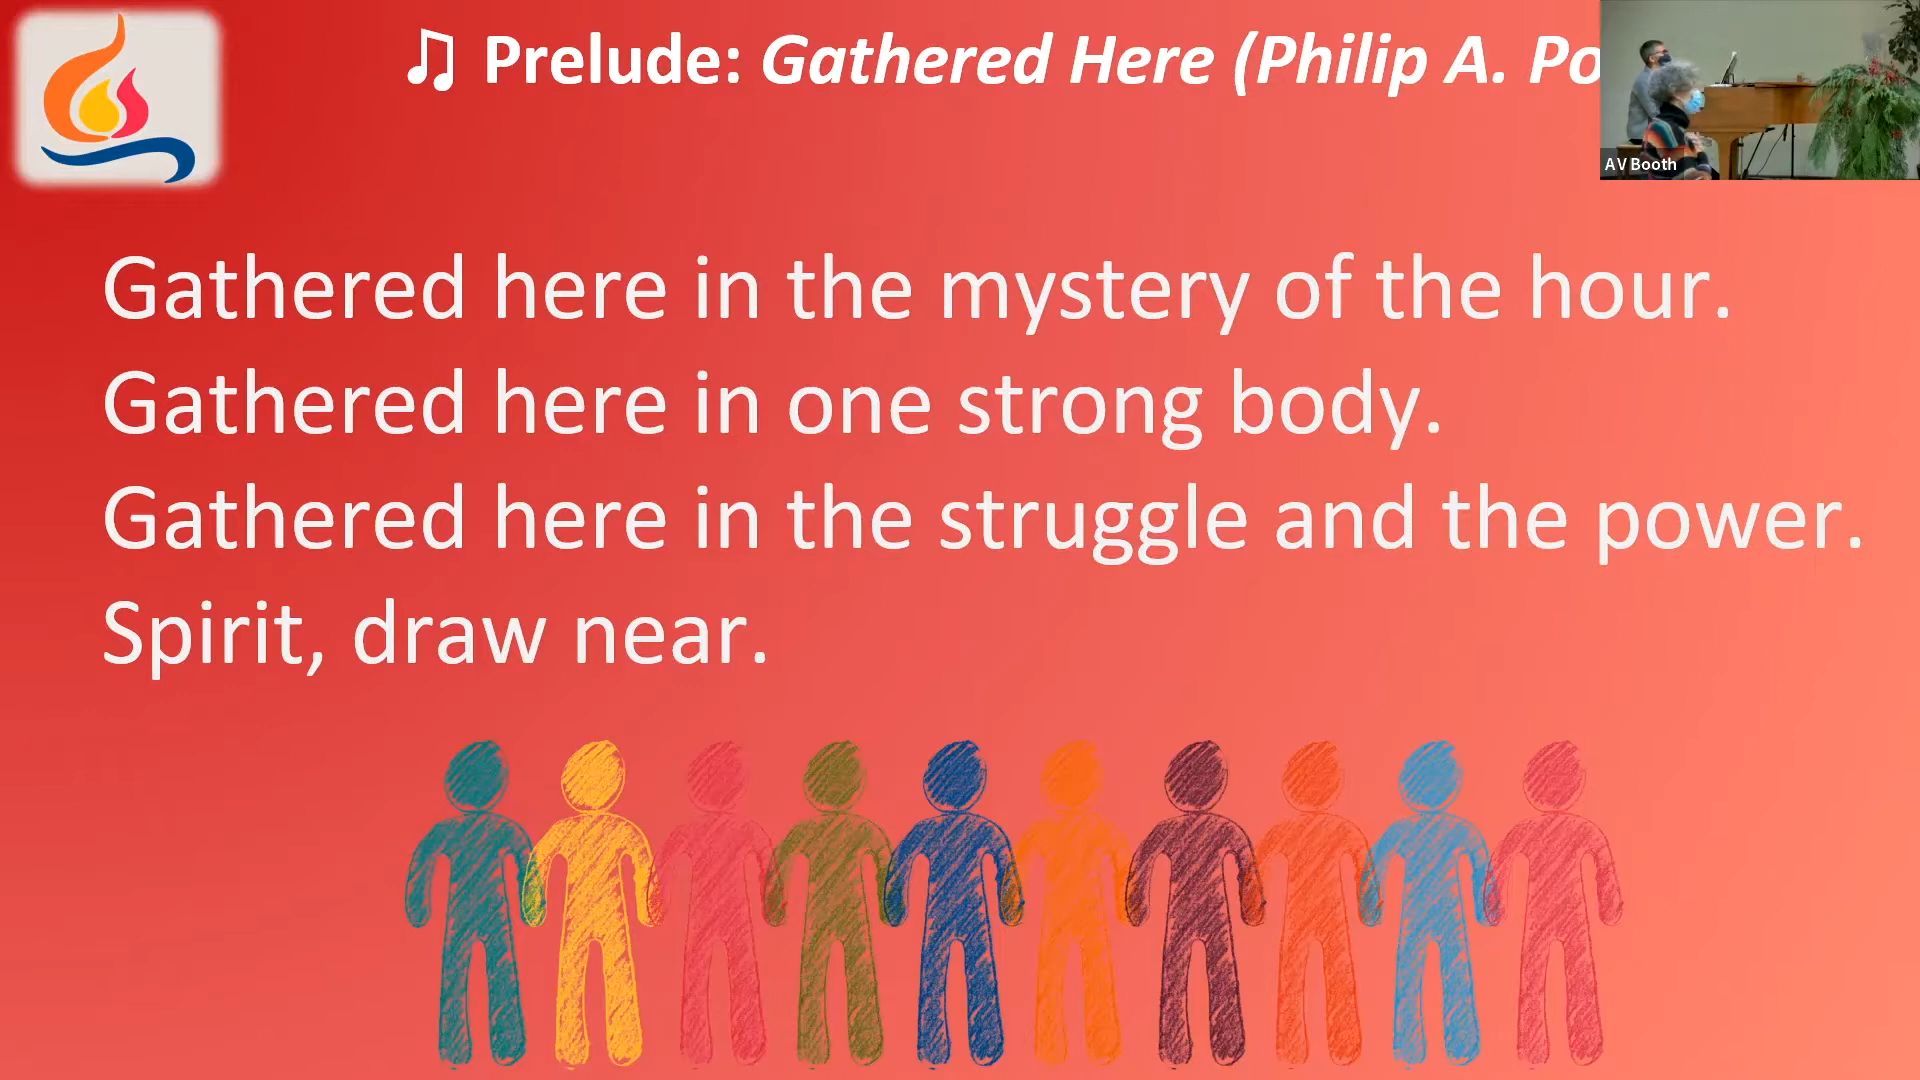 ♫ Prelude: Gathered Here (Philip A. Po
AV Booth
Gathered here in the mystery of the hour.
Gathered here in one strong body.
Gathered here in the struggle and the power.
Spirit, draw near.